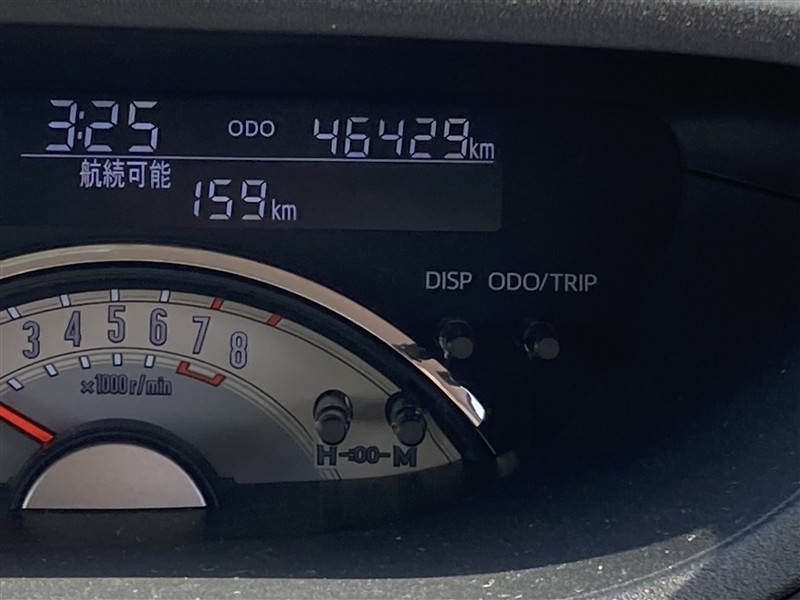 3:25 ODO 46429km
航続可能
159km
DISP ODO/TRIP
3 4 5 6 7 8
×1000r/min
H-:00-M